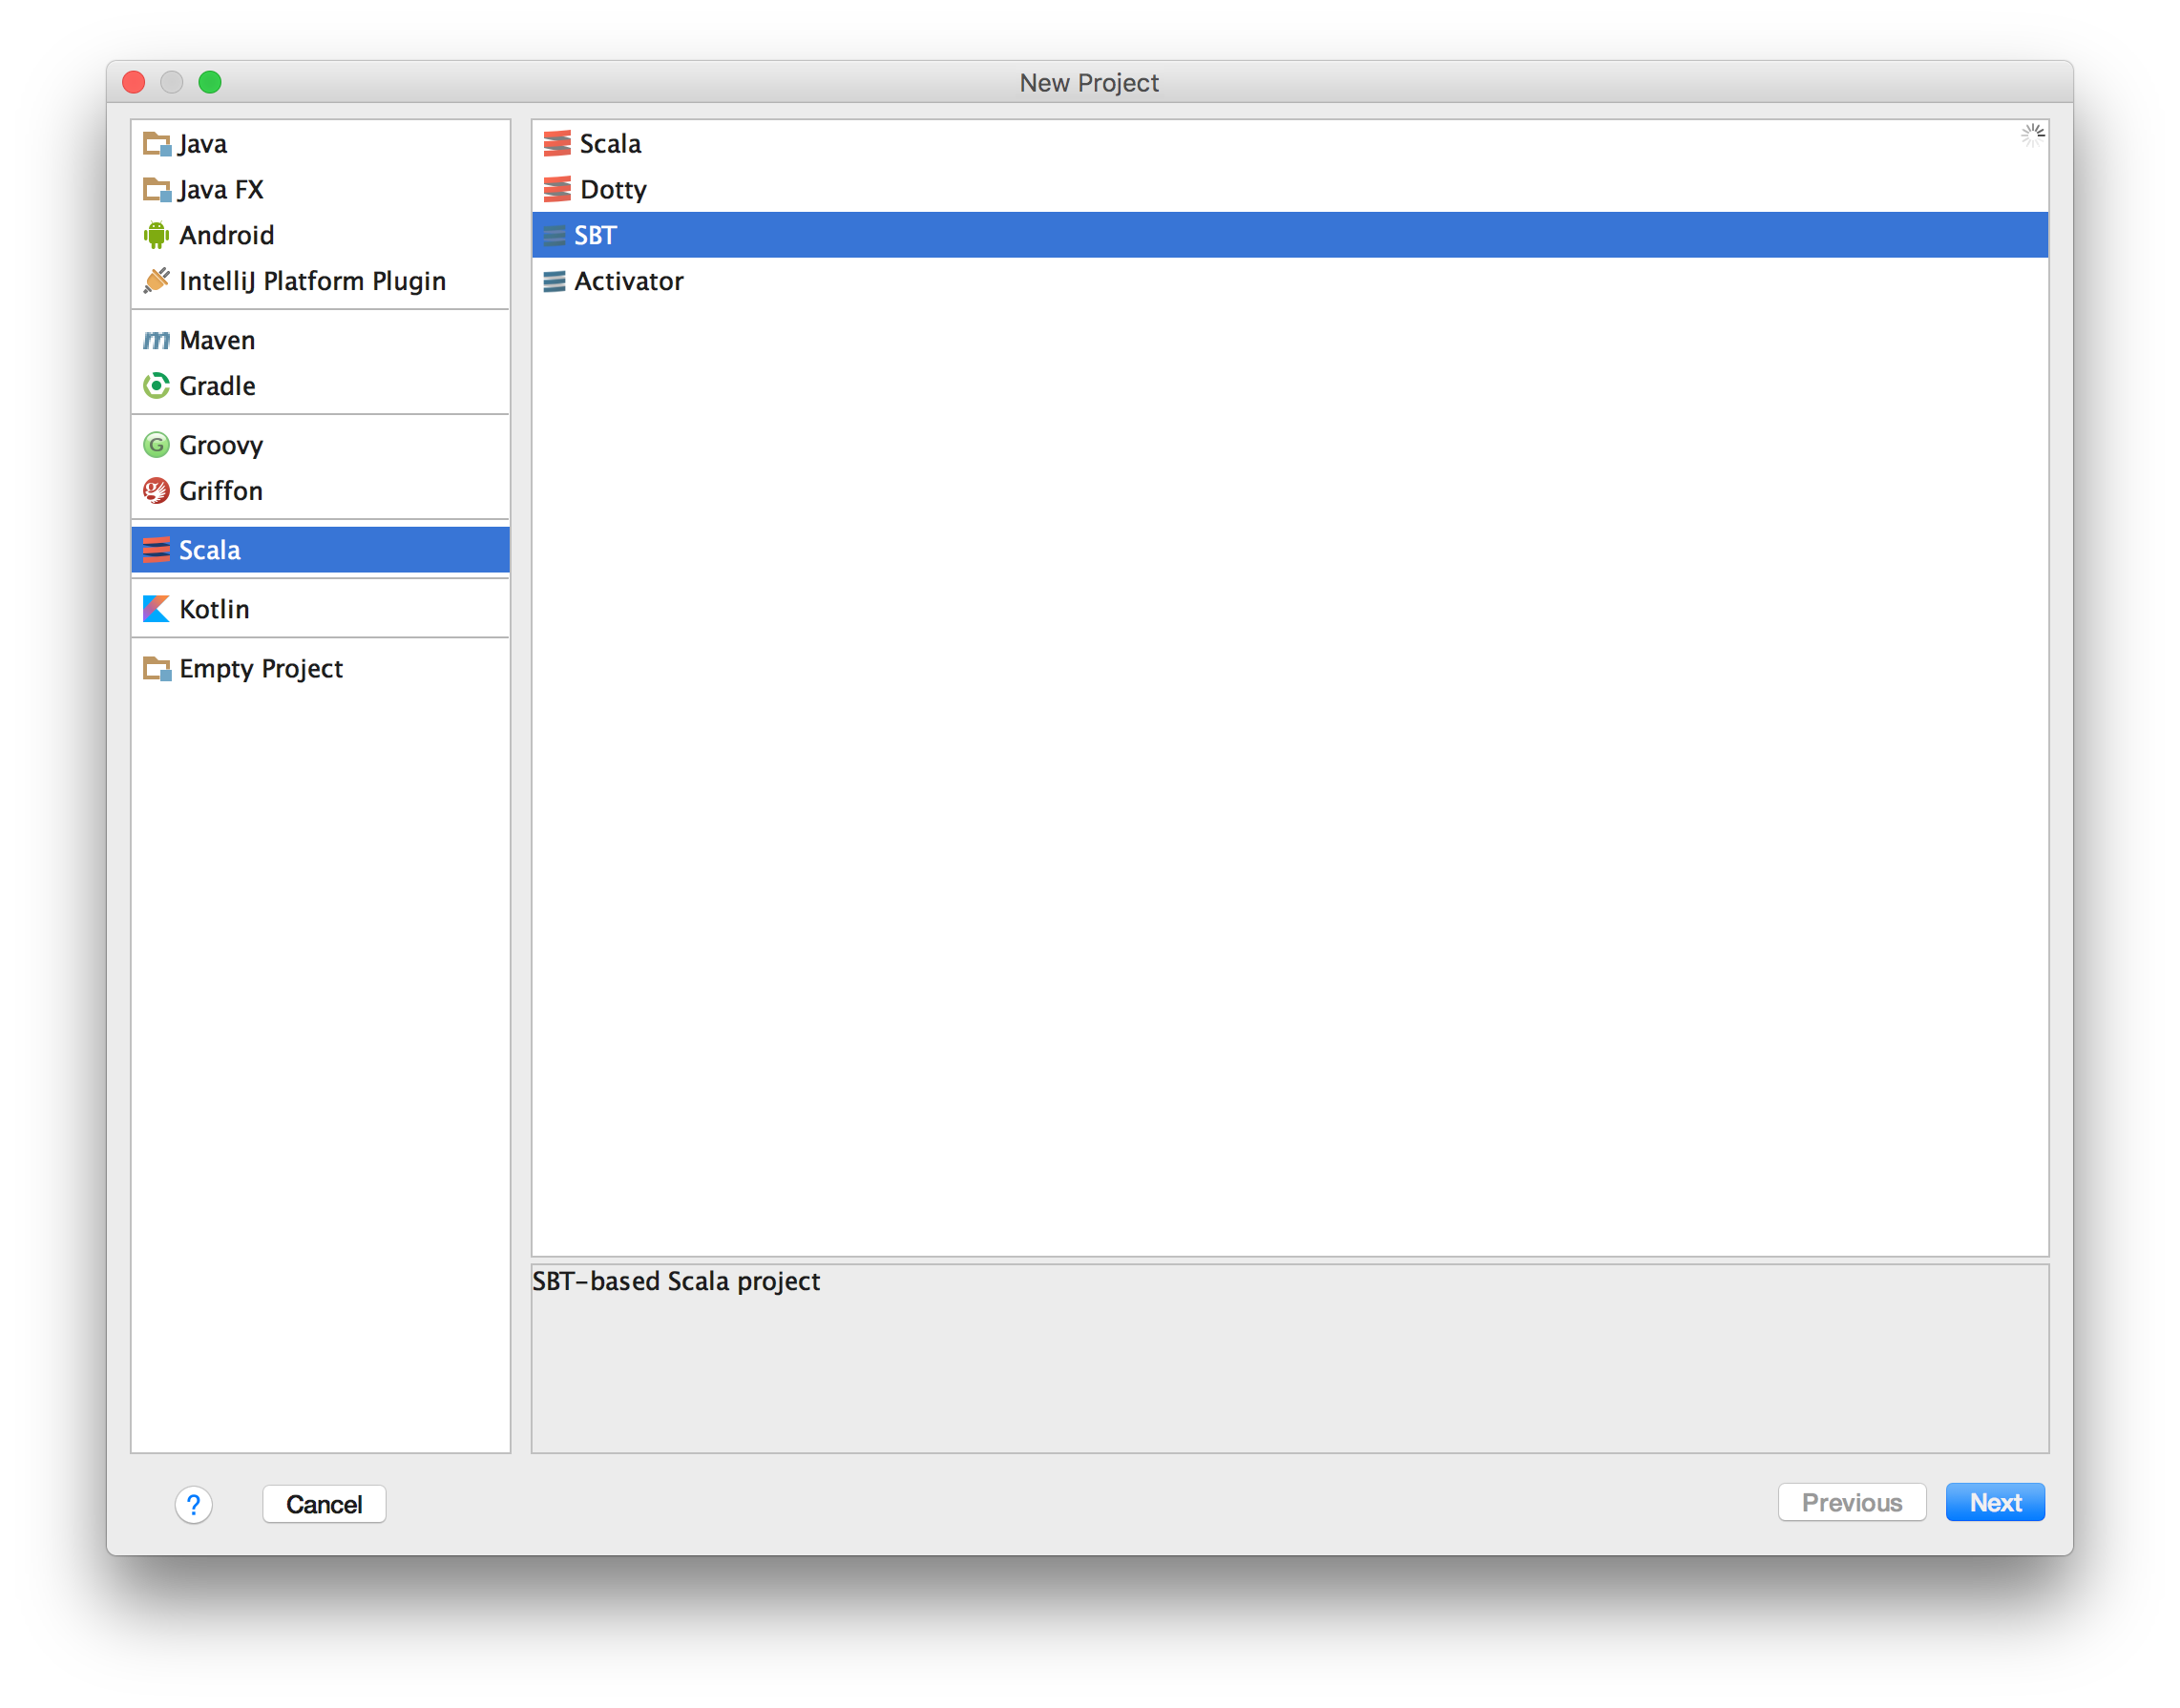 New Project
Java
Java FX
Android
IntelliJ Platform Plugin
Maven
Gradle
G Groovy
g Griffon
Scala
Kotlin
Empty Project
Scala
Dotty
SBT
Activator
SBT-based Scala project
? Cancel Previous Next